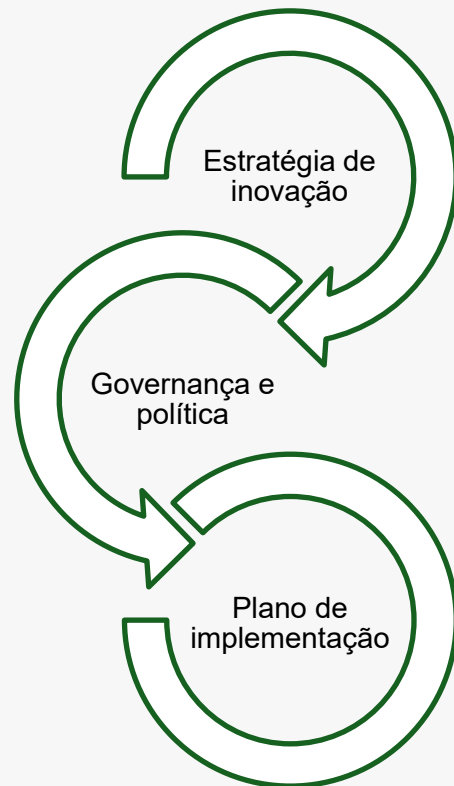 Estratégia de
inovação
Governança e
política
Plano de
implementação